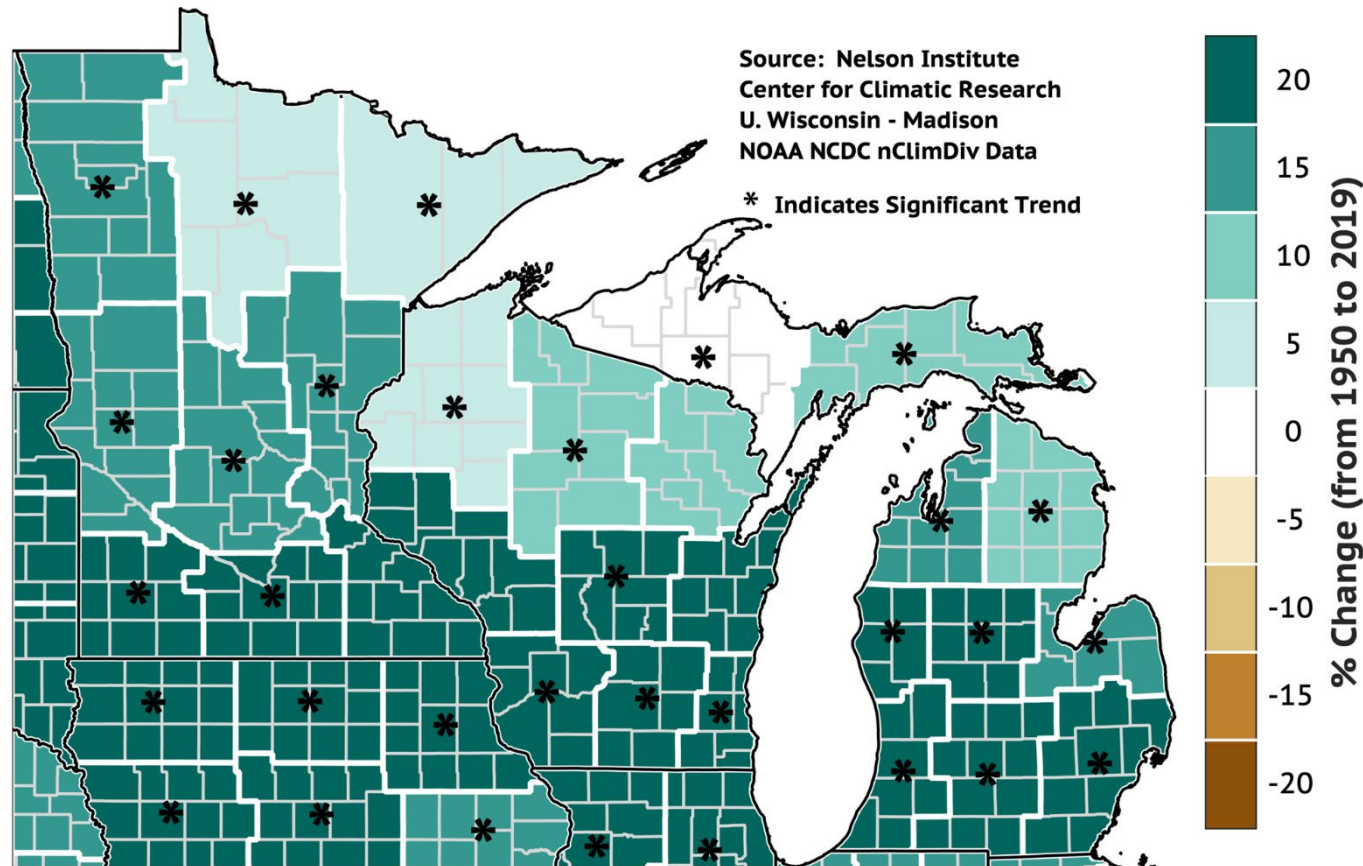 Source: Nelson Institute
Center for Climatic Research
U. Wisconsin - Madison
NOAA NCDC nClimDiv Data
* Indicates Significant Trend
20
15
10
5
0
-5
-10
-15
-20
% Change (from 1950 to 2019)